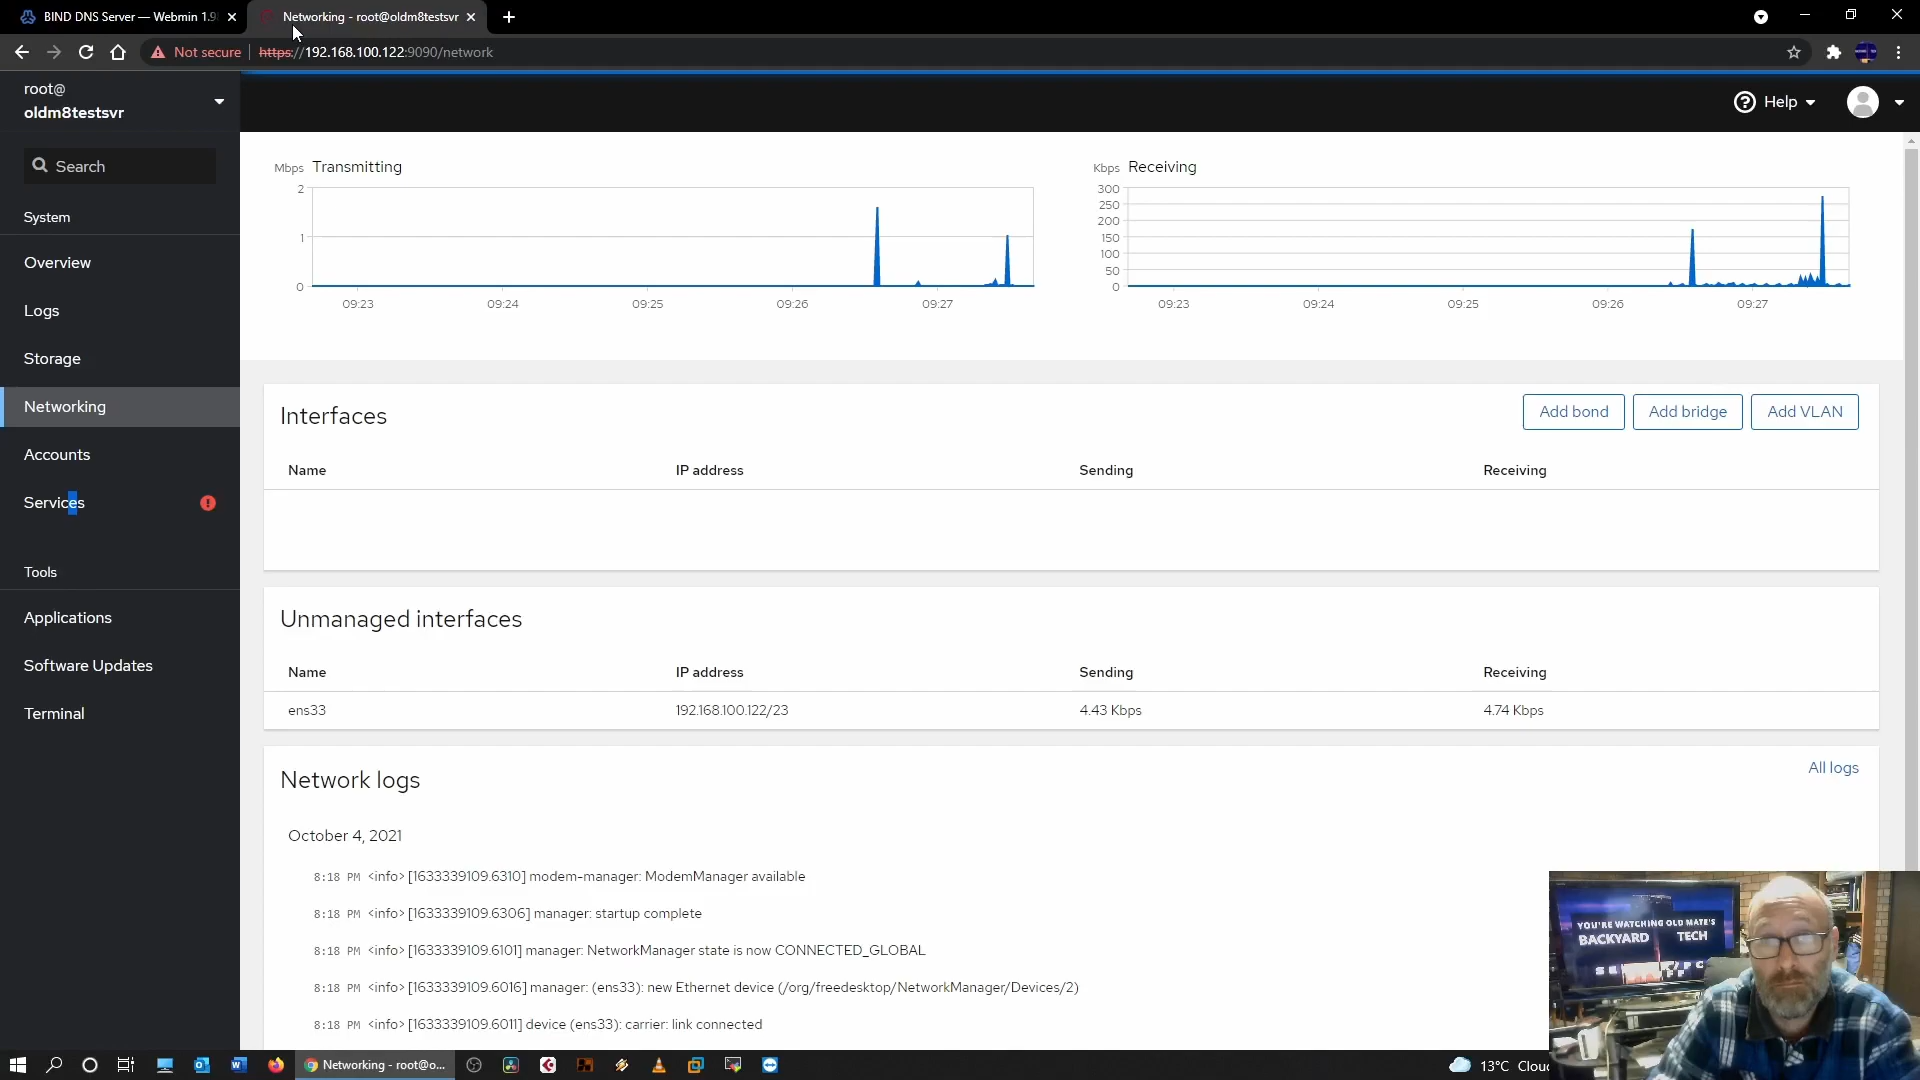 BIND DNS Server — Webmin 1.9
Networking - root@oldm8testsvr
Not secure
https://192.168.100.122:9090/network
root@
oldm8testsvr
Help
Search
System
Overview
Logs
Storage
Networking
Accounts
Services
Tools
Applications
Software Updates
Terminal
Mbps Transmitting
2
1
0
09:23 09:24 09:25 09:26 09:27
Kbps Receiving
300
250
200
150
100
50
0
09:23 09:24 09:25 09:26 09:27
Interfaces
Add bond Add bridge Add VLAN
Name IP address Sending Receiving
Unmanaged interfaces
Name IP address Sending Receiving
ens33 192.168.100.122/23 4.43 Kbps 4.74 Kbps
Network logs
All logs
October 4, 2021
8:18 PM <info> [1633339109.6310] modem-manager: ModemManager available
8:18 PM <info> [1633339109.6306] manager: startup complete
8:18 PM <info> [1633339109.6101] manager: NetworkManager state is now CONNECTED_GLOBAL
8:18 PM <info> [1633339109.6016] manager: (ens33): new Ethernet device (/org/freedesktop/NetworkManager/Devices/2)
8:18 PM <info> [1633339109.6011] device (ens33): carrier: link connected
YOU'RE WATCHING OLD MATE'S
BACKYARD TECH
Networking - root@o...
13°C Clou